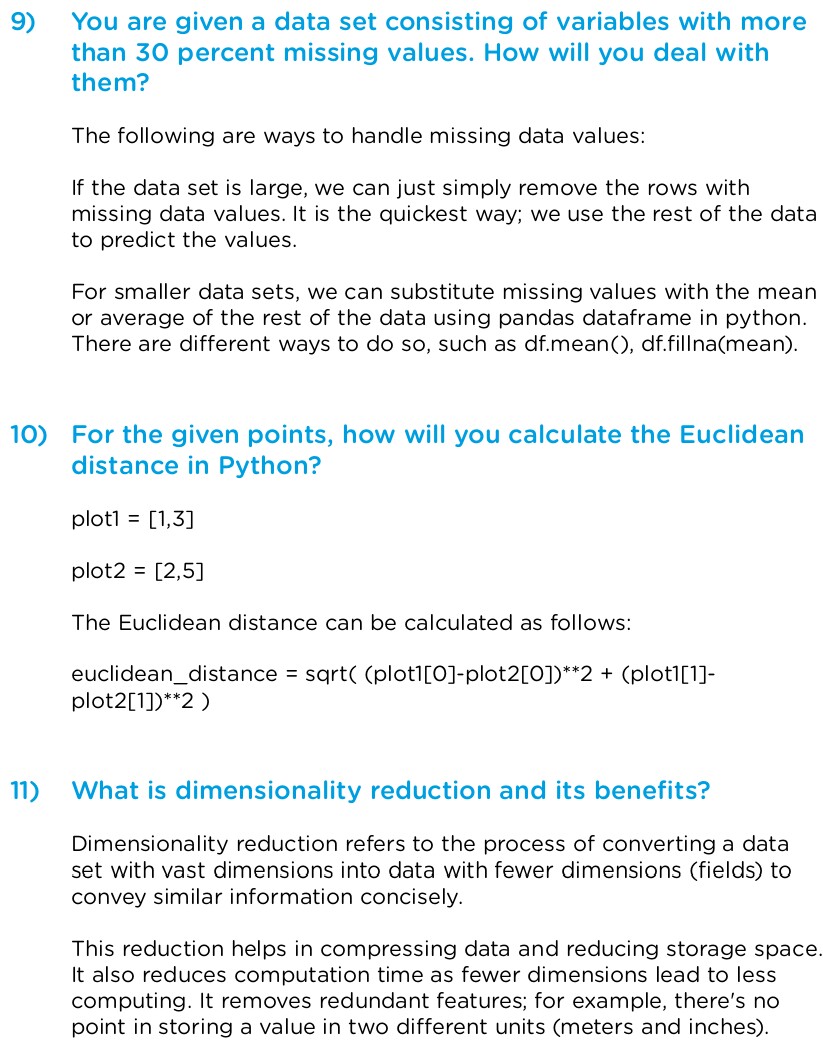 9) You are given a data set consisting of variables with more
than 30 percent missing values. How will you deal with
them?
The following are ways to handle missing data values:
If the data set is large, we can just simply remove the rows with
missing data values. It is the quickest way; we use the rest of the data
to predict the values.
For smaller data sets, we can substitute missing values with the mean
or average of the rest of the data using pandas dataframe in python.
There are different ways to do so, such as df.mean(), df.fillna(mean).
10) For the given points, how will you calculate the Euclidean
distance in Python?
plot1 = [1,3]
plot2 = [2,5]
The Euclidean distance can be calculated as follows:
euclidean_distance = sqrt( (plot1[0]-plot2[0])**2 + (plot1[1]-
plot2[1])**2 )
11) What is dimensionality reduction and its benefits?
Dimensionality reduction refers to the process of converting a data
set with vast dimensions into data with fewer dimensions (fields) to
convey similar information concisely.
This reduction helps in compressing data and reducing storage space.
It also reduces computation time as fewer dimensions lead to less
computing. It removes redundant features; for example, there's no
point in storing a value in two different units (meters and inches).